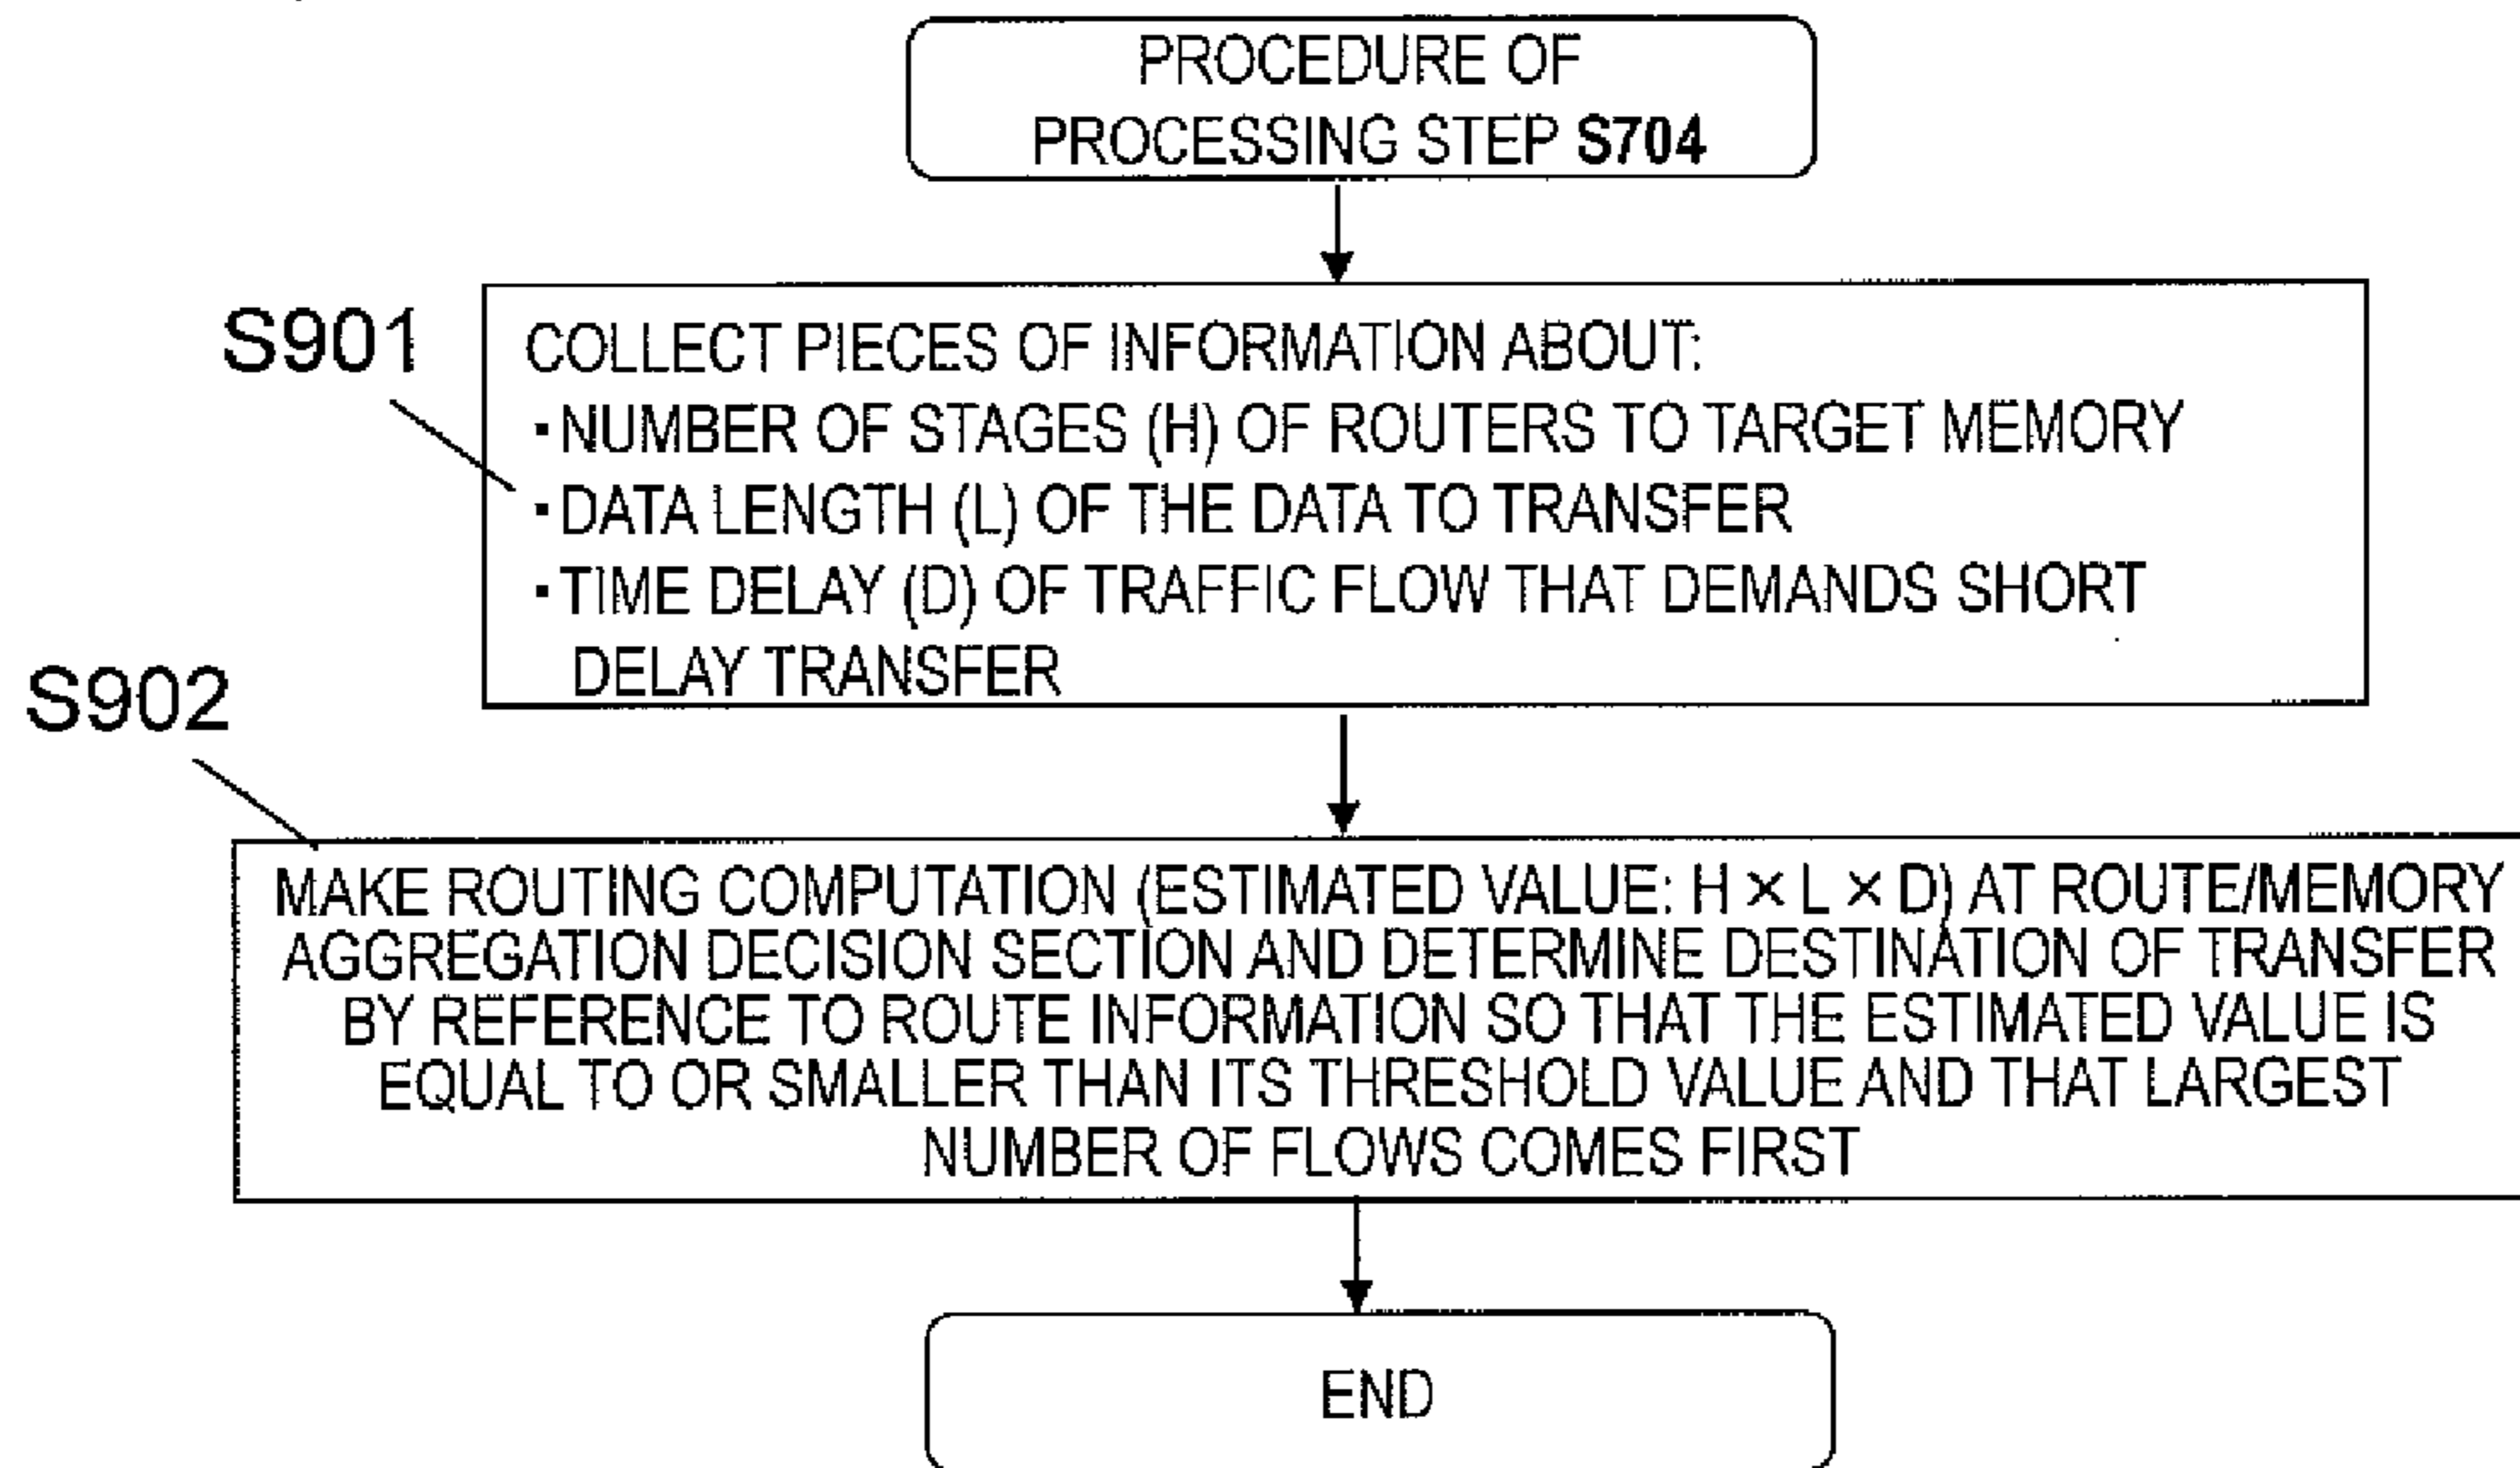 PROCEDURE OF
PROCESSING STEP S704
S901
COLLECT PIECES OF INFORMATION ABOUT:
▪NUMBER OF STAGES (H) OF ROUTERS TO TARGET MEMORY
▪DATA LENGTH (L) OF THE DATA TO TRANSFER
▪TIME DELAY (D) OF TRAFFIC FLOW THAT DEMANDS SHORT
DELAY TRANSFER
S902
MAKE ROUTING COMPUTATION (ESTIMATED VALUE: H × L × D) AT ROUTE/MEMORY
AGGREGATION DECISION SECTION AND DETERMINE DESTINATION OF TRANSFER
BY REFERENCE TO ROUTE INFORMATION SO THAT THE ESTIMATED VALUE IS
EQUAL TO OR SMALLER THAN ITS THRESHOLD VALUE AND THAT LARGEST
NUMBER OF FLOWS COMES FIRST
END